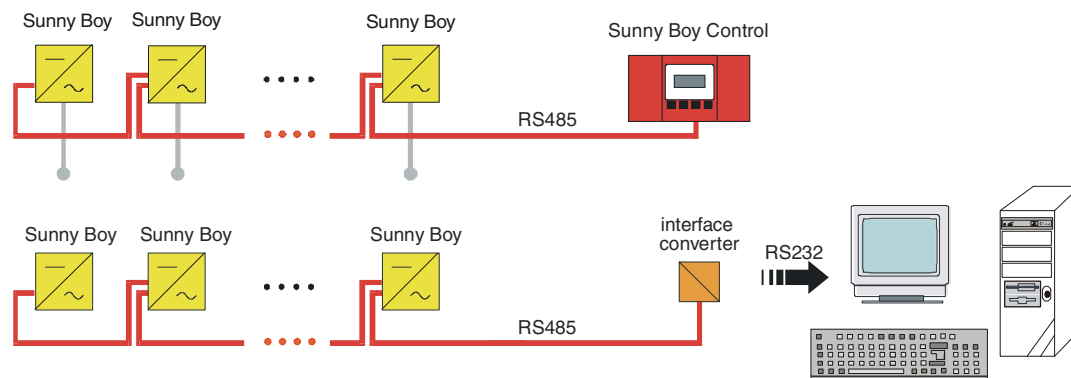 Sunny Boy
Sunny Boy
Sunny Boy
Sunny Boy Control
RS485
Sunny Boy
Sunny Boy
Sunny Boy
interface
converter
RS232
RS485